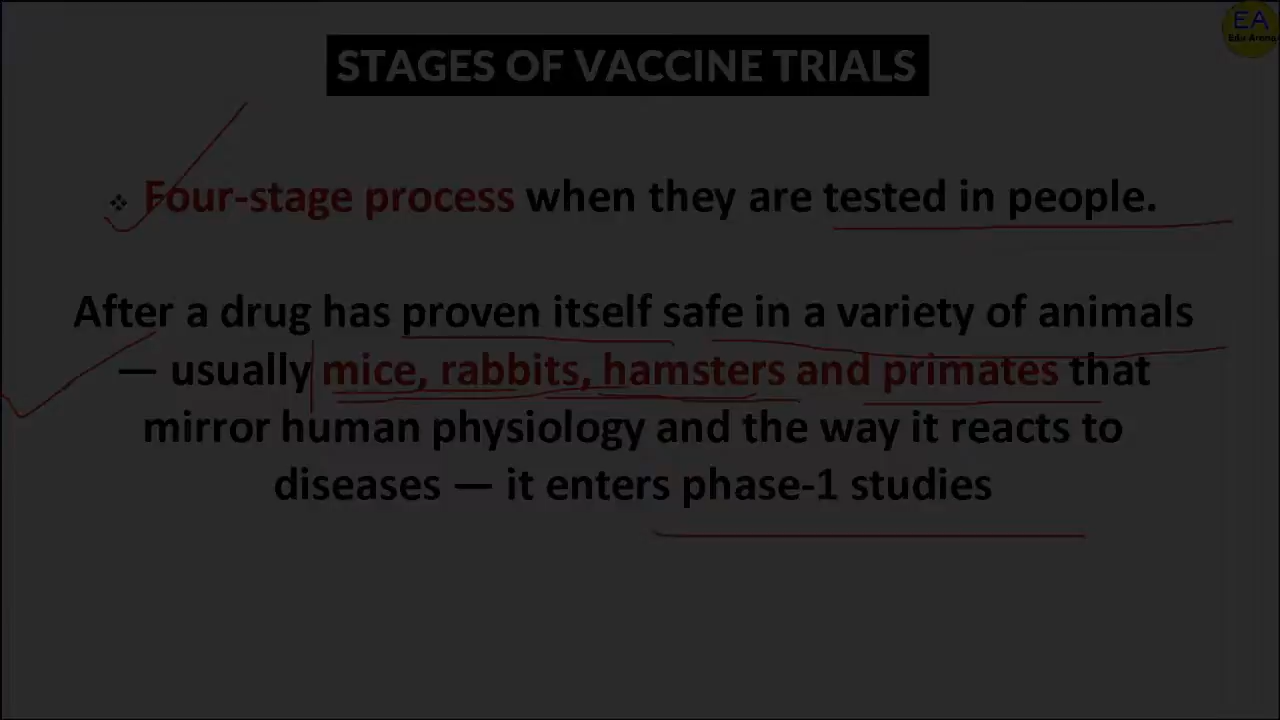 EA
Edu Arena
STAGES OF VACCINE TRIALS
❖ Four-stage process when they are tested in people.
After a drug has proven itself safe in a variety of animals
— usually mice, rabbits, hamsters and primates that
mirror human physiology and the way it reacts to
diseases — it enters phase-1 studies